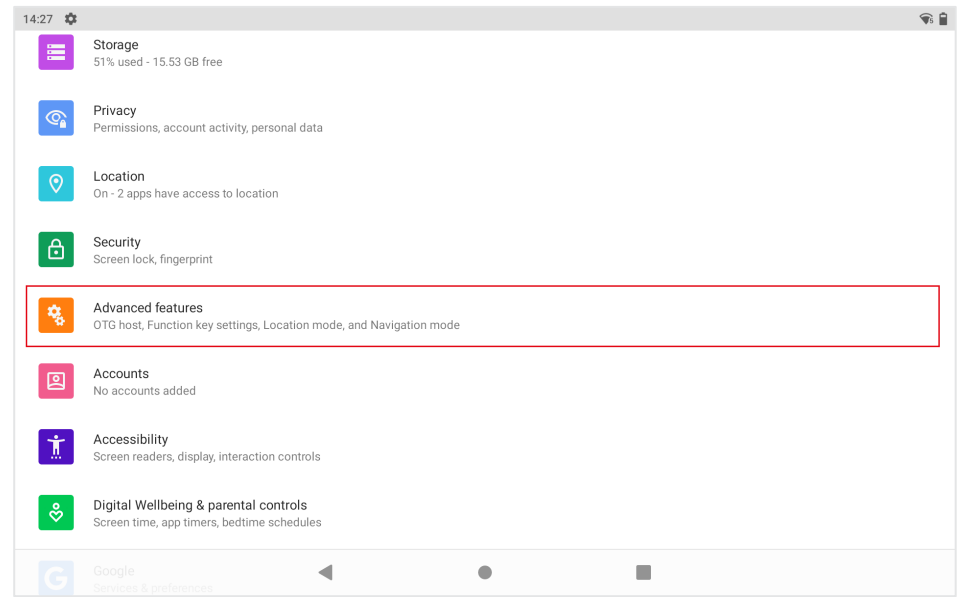 14:27
Storage
51% used - 15.53 GB free
Privacy
Permissions, account activity, personal data
Location
On - 2 apps have access to location
Security
Screen lock, fingerprint
Advanced features
OTG host, Function key settings, Location mode, and Navigation mode
Accounts
No accounts added
Accessibility
Screen readers, display, interaction controls
Digital Wellbeing & parental controls
Screen time, app timers, bedtime schedules
Google
Services & preferences